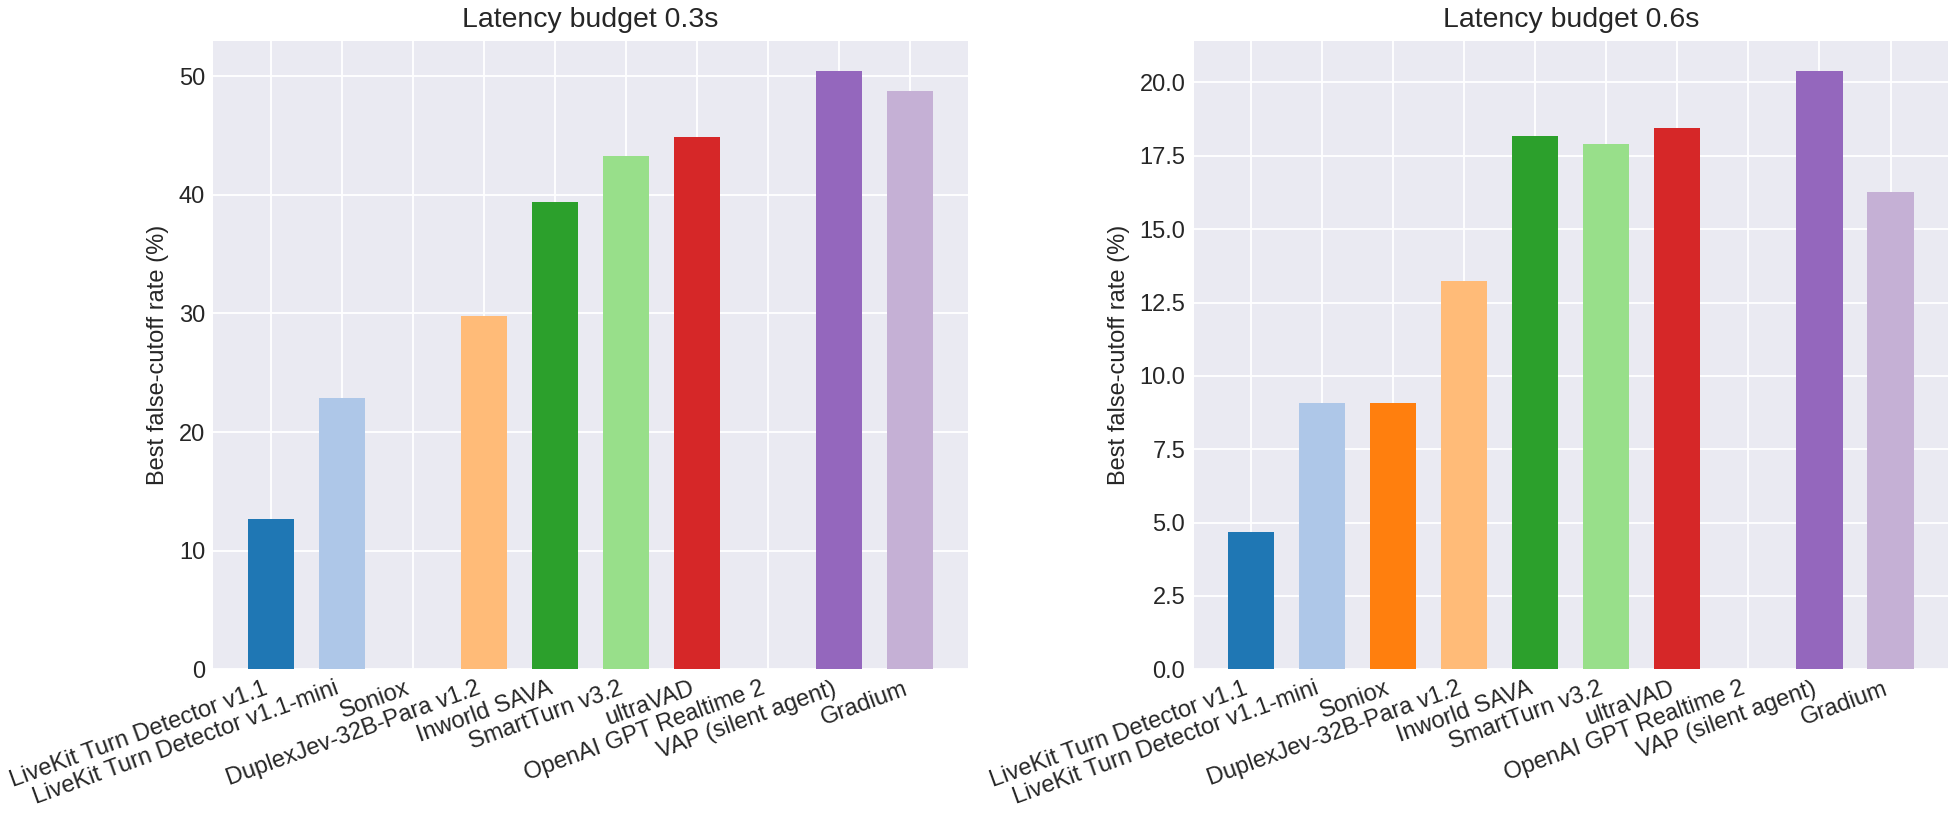 Latency budget 0.3s
Best false-cutoff rate (%)
50
40
30
20
10
0
LiveKit Turn Detector v1.1
LiveKit Turn Detector v1.1-mini
Soniox
DuplexJev-32B-Para v1.2
Inworld SAVA
SmartTurn v3.2
ultraVAD
OpenAI GPT Realtime 2
VAP (silent agent)
Gradium
Latency budget 0.6s
Best false-cutoff rate (%)
20.0
17.5
15.0
12.5
10.0
7.5
5.0
2.5
0.0
LiveKit Turn Detector v1.1
LiveKit Turn Detector v1.1-mini
Soniox
DuplexJev-32B-Para v1.2
Inworld SAVA
SmartTurn v3.2
ultraVAD
OpenAI GPT Realtime 2
VAP (silent agent)
Gradium